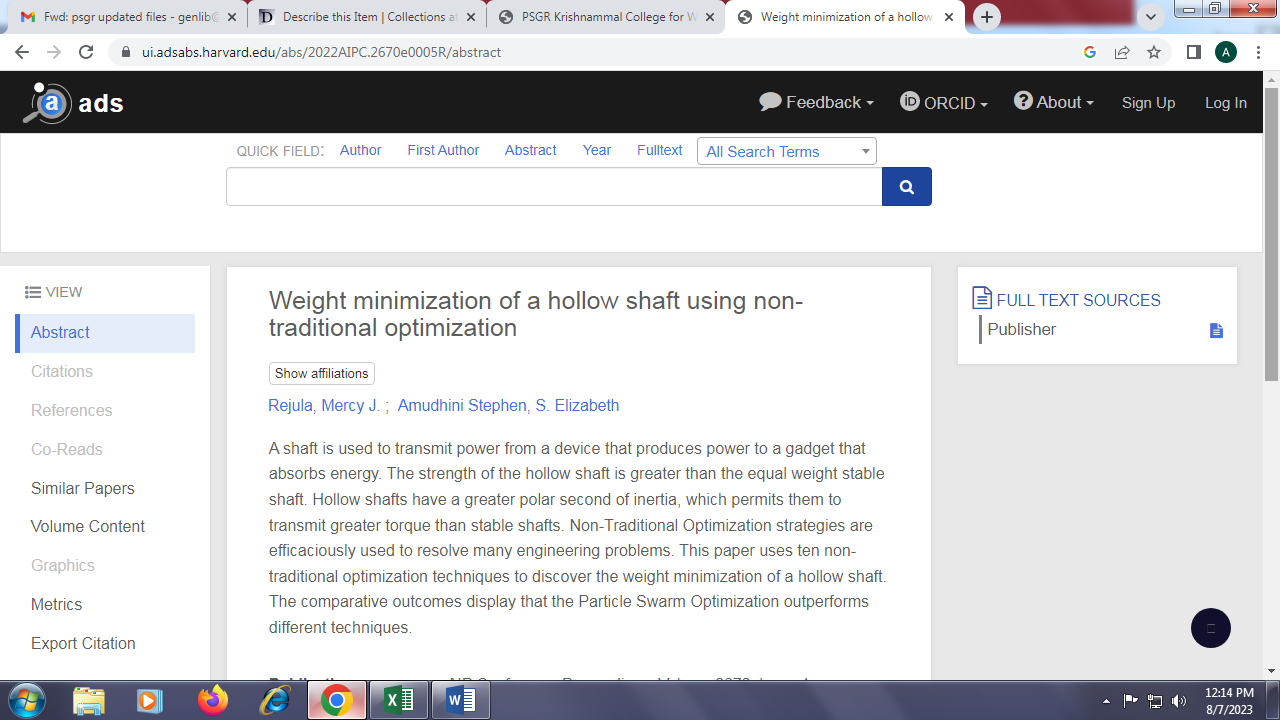 Fwd: psgr updated files - genlib@
Describe this Item | Collections at
PSGR Krishnammal College for W
Weight minimization of a hollow
ui.adsabs.harvard.edu/abs/2022AIPC.2670e0005R/abstract
A
a ads
Feedback
iD ORCID
About
Sign Up
Log In
QUICK FIELD: Author First Author Abstract Year Fulltext All Search Terms
VIEW
Abstract
Citations
References
Co-Reads
Similar Papers
Volume Content
Graphics
Metrics
Export Citation
Weight minimization of a hollow shaft using non-
traditional optimization
Show affiliations
Rejula, Mercy J. ; Amudhini Stephen, S. Elizabeth
A shaft is used to transmit power from a device that produces power to a gadget that
absorbs energy. The strength of the hollow shaft is greater than the equal weight stable
shaft. Hollow shafts have a greater polar second of inertia, which permits them to
transmit greater torque than stable shafts. Non-Traditional Optimization strategies are
efficaciously used to resolve many engineering problems. This paper uses ten non-
traditional optimization techniques to discover the weight minimization of a hollow shaft.
The comparative outcomes display that the Particle Swarm Optimization outperforms
different techniques.
FULL TEXT SOURCES
Publisher
12:14 PM
8/7/2023